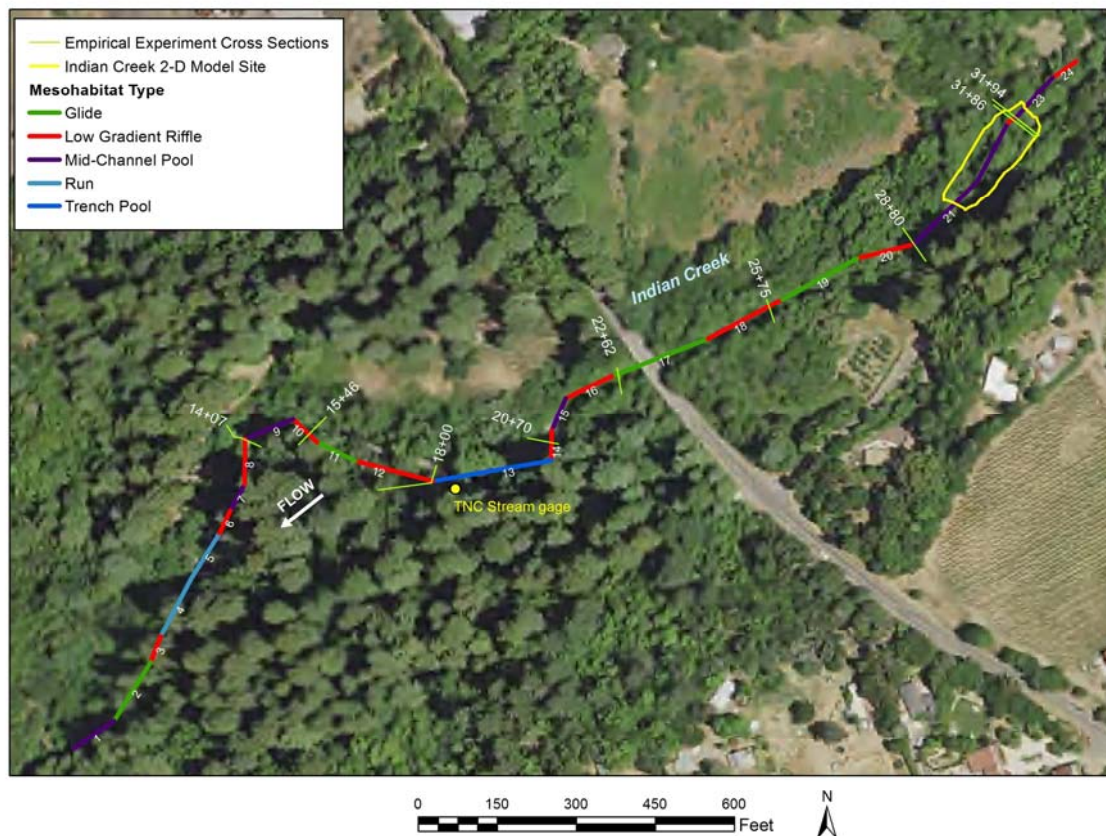 Empirical Experiment Cross Sections
Indian Creek 2-D Model Site
Mesohabitat Type
Glide
Low Gradient Riffle
Mid-Channel Pool
Run
Trench Pool
24
31+94
23
31+86
28+80
21
20
Indian Creek
25+75
19
18
22+62
17
16
15
20+70
14
15+46
14+07
9
10
11
18+00
12
13
8
TNC Stream gage
FLOW
7
6
5
4
3
2
1
0 150 300 450 600
Feet
N